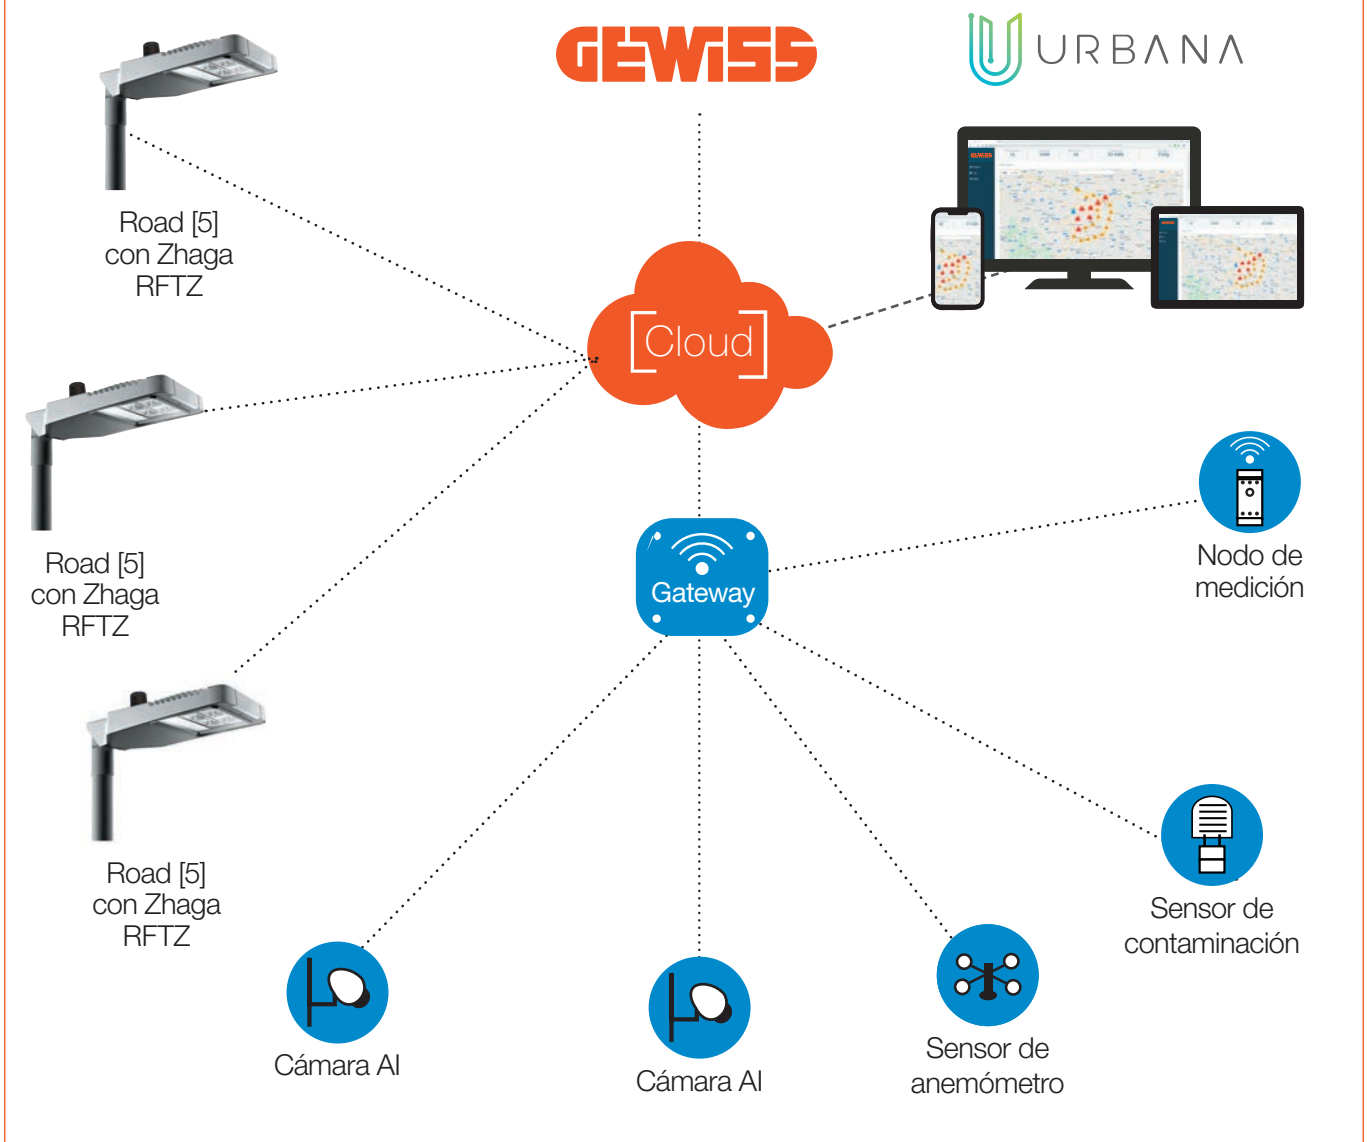 GEWISS
URBANA
GEWISS
Road [5]
con Zhaga
RFTZ
[Cloud]
Road [5]
con Zhaga
RFTZ
Gateway
Nodo de
medición
Road [5]
con Zhaga
RFTZ
Sensor de
contaminación
Cámara AI
Cámara AI
Sensor de
anemómetro